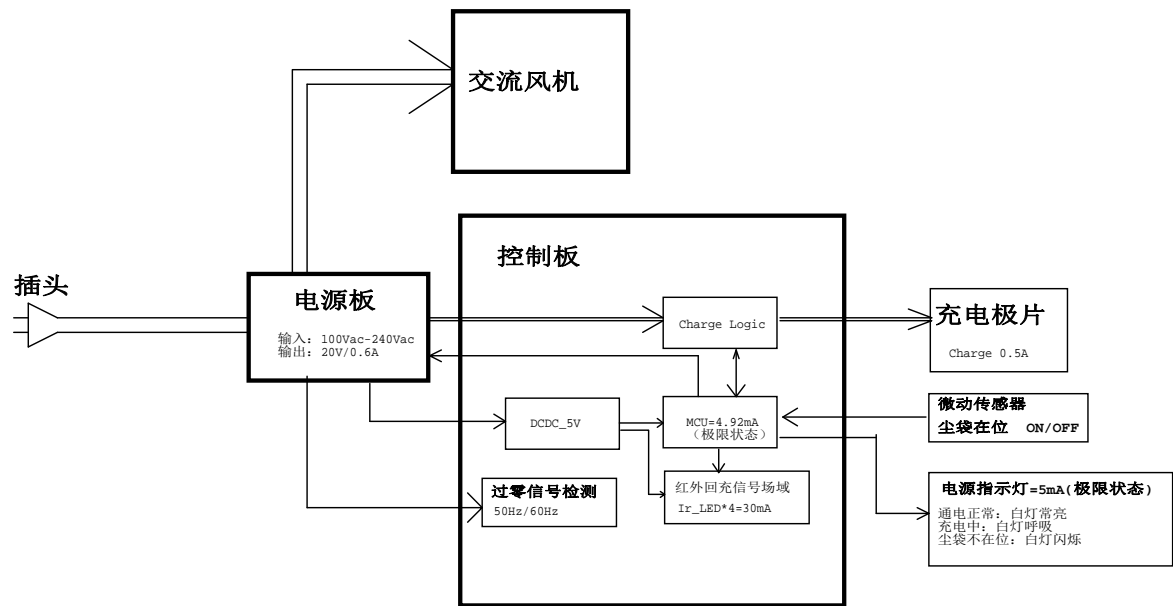 交流风机
控制板
插头
电源板
输入：100Vac-240Vac
输出：20V/0.6A
Charge Logic
充电极片
Charge 0.5A
微动传感器
尘袋在位 ON/OFF
DCDC_5V
MCU=4.92mA
（极限状态）
过零信号检测
50Hz/60Hz
红外回充信号场域
Ir_LED*4=30mA
电源指示灯=5mA(极限状态)
通电正常：白灯常亮
充电中：白灯呼吸
尘袋不在位：白灯闪烁